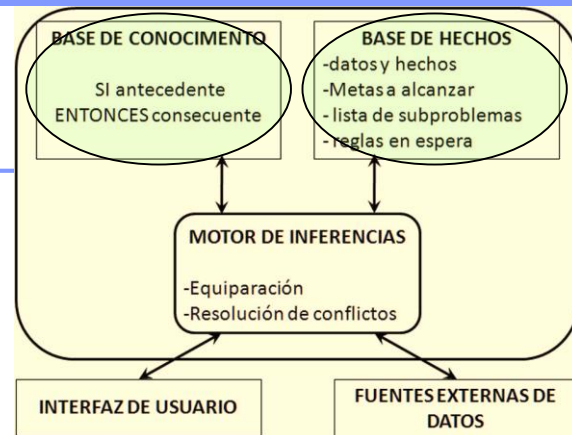 BASE DE CONOCIMENTO
SI antecedente
ENTONCES consecuente
BASE DE HECHOS
-datos y hechos
-Metas a alcanzar
- lista de subproblemas
- reglas en espera
MOTOR DE INFERENCIAS
-Equiparación
-Resolución de conflictos
INTERFAZ DE USUARIO
FUENTES EXTERNAS DE
DATOS